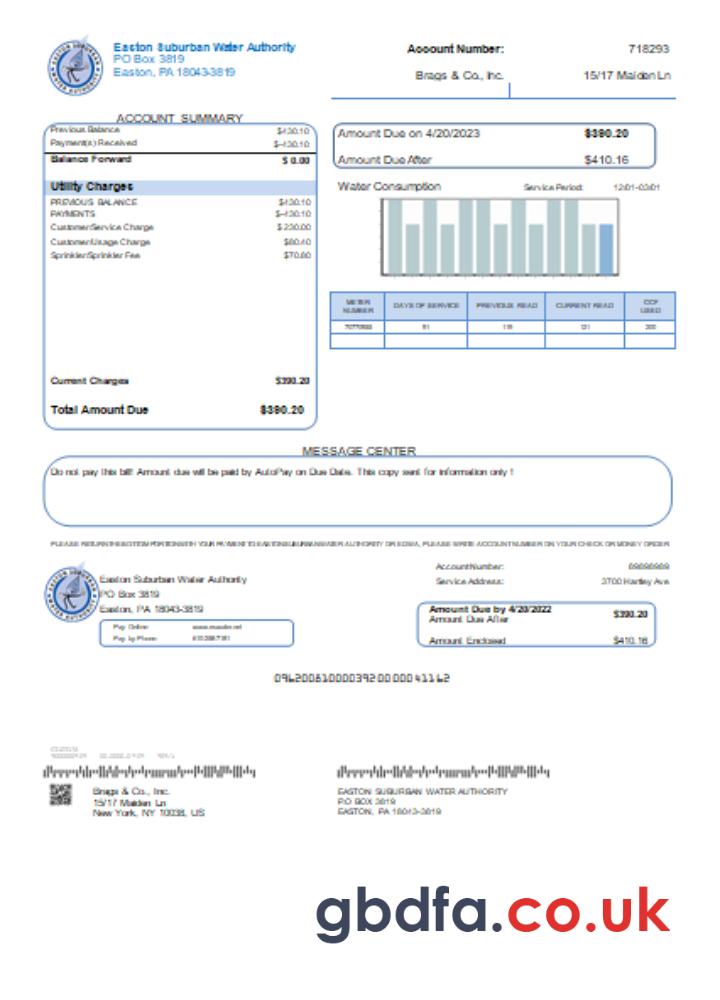 Easton Suburban Water Authority
PO Box 3819
Easton, PA 18043-3819
Account Number: 718293
Brags & Co., Inc. 15/17 Maiden Ln
ACCOUNT SUMMARY
Previous Balance $430.10
Payment(s) Received $-430.10
Balance Forward $ 0.00
Utility Charges
PREVIOUS BALANCE $430.10
PAYMENTS $-430.10
Customer/Service Charge $ 230.00
Customer/Usage Charge $80.40
Sprinkler/Sprinkler Fee $70.80
Current Charges $390.20
Total Amount Due $390.20
Amount Due on 4/20/2023 $390.20
Amount Due After $410.16
Water Consumption Service Period: 12/01-03/01
METER NUMBER DAYS OF SERVICE PREVIOUS READ CURRENT READ CCF USED
91 119 121 200
MESSAGE CENTER
Do not pay this bill! Amount due will be paid by AutoPay on Due Date. This copy sent for information only !
PLEASE RETURN THE BOTTOM PORTION WITH YOUR PAYMENT TO EASTON SUBURBAN WATER AUTHORITY OR ESWA, PLEASE WRITE ACCOUNT NUMBER ON YOUR CHECK OR MONEY ORDER
Easton Suburban Water Authority
PO Box 3819
Easton, PA 18043-3819
Pay Online:
Pay by Phone:
Account Number:
Service Address: 3700 Hartley Ave
Amount Due by 4/20/2022 $390.20
Amount Due After
Amount Enclosed $410.16
Brags & Co., Inc.
15/17 Maiden Ln
New York, NY 10038, US
EASTON SUBURBAN WATER AUTHORITY
P.O BOX 3819
EASTON, PA 18043-3819
gbdfa.co.uk